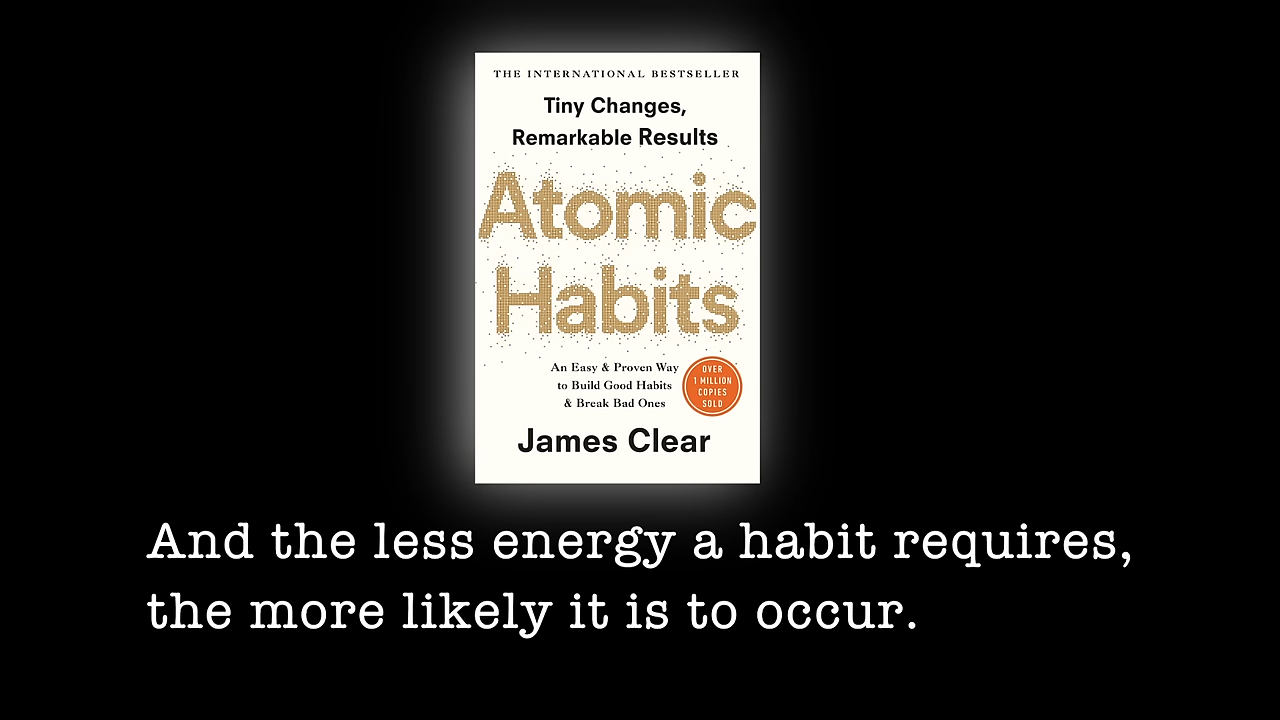 THE INTERNATIONAL BESTSELLER
Tiny Changes,
Remarkable Results
Atomic
Habits
An Easy & Proven Way
to Build Good Habits
& Break Bad Ones
OVER
1 MILLION
COPIES
SOLD
James Clear
And the less energy a habit requires,
the more likely it is to occur.